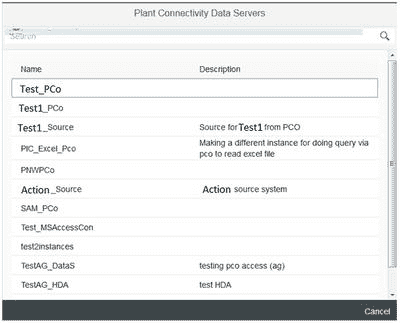 Plant Connectivity Data Servers
Search
Name Description
Test_PCo
Test1_PCo
Test1_Source Source for Test1 from PCO
PIC_Excel_Pco Making a different instance for doing query via
pco to read excel file
PNWPCo
Action_Source Action source system
SAM_PCo
Test_MSAccessCon
test2instances
TestAG_DataS testing pco access (ag)
TestAG_HDA test HDA
Cancel